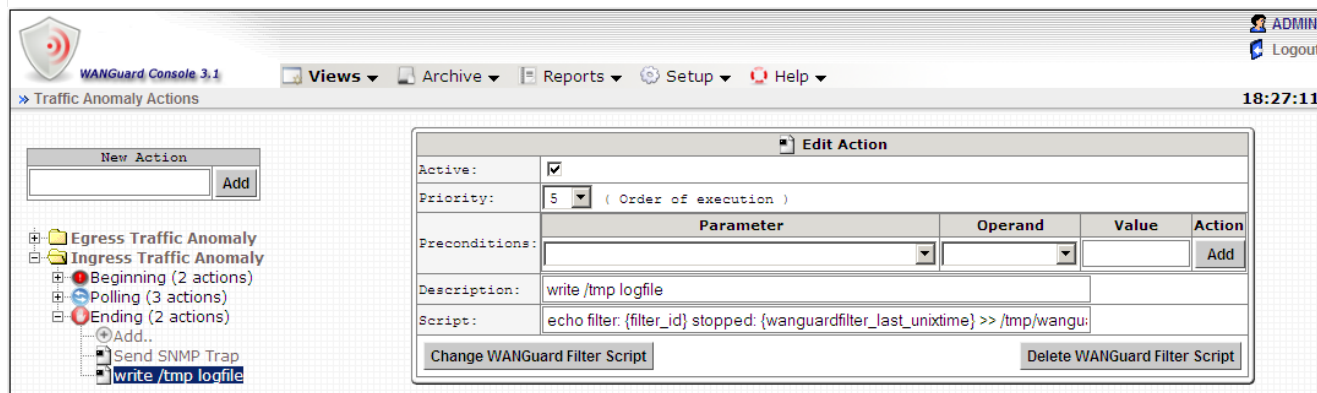 ADMIN
Logout
WANGuard Console 3.1
Views Archive Reports Setup Help
Traffic Anomaly Actions
18:27:11
New Action
Add
Egress Traffic Anomaly
Ingress Traffic Anomaly
Beginning (2 actions)
Polling (3 actions)
Ending (2 actions)
Add..
Send SNMP Trap
write /tmp logfile
Edit Action
Active:
Priority: 5 ( Order of execution )
Preconditions: Parameter Operand Value Action
Add
Description: write /tmp logfile
Script: echo filter: {filter_id} stopped: {wanguardfilter_last_unixtime} >> /tmp/wangua
Change WANGuard Filter Script Delete WANGuard Filter Script